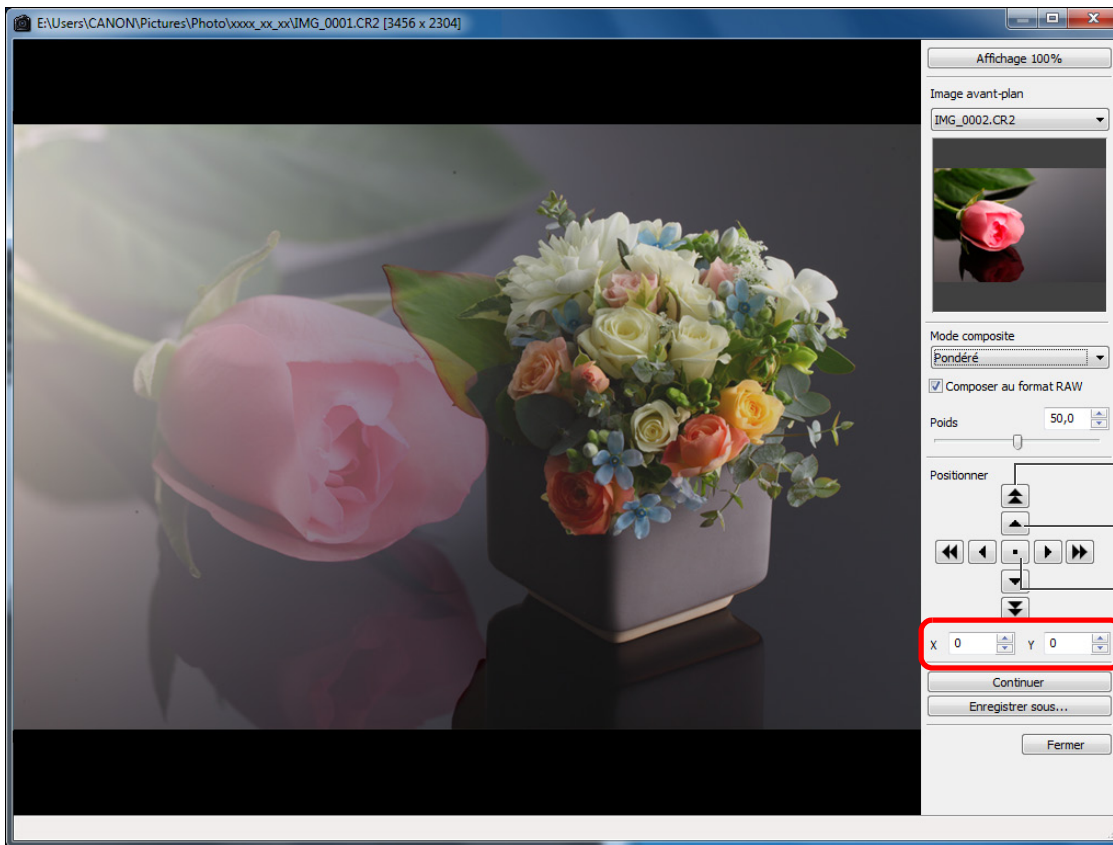 E:\Users\CANON\Pictures\Photo\xxxx_xx_xx\IMG_0001.CR2 [3456 x 2304]
Affichage 100%
Image avant-plan
IMG_0002.CR2
Mode composite
Pondéré
Composer au format RAW
Poids 50,0
Positionner
X 0 Y 0
Continuer
Enregistrer sous...
Fermer